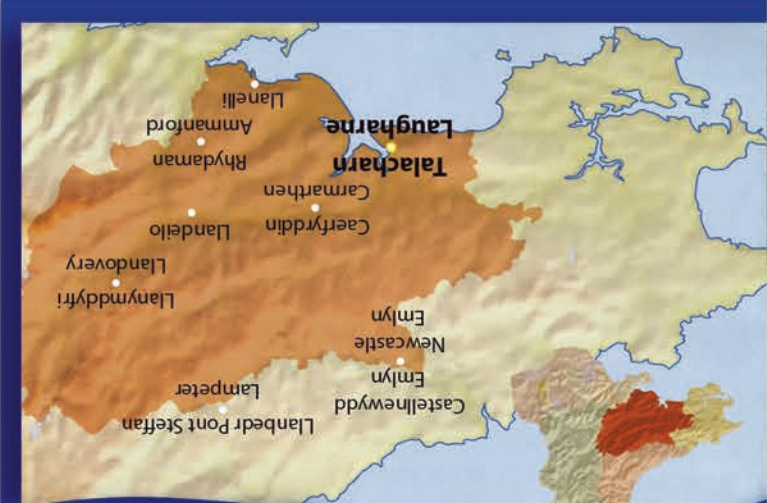 Llanbedr Pont Steffan
Lampeter
Castellnewydd
Emlyn
Newcastle
Emlyn
Llanymddyfri
Llandovery
Llandeilo
Caerfyrddin
Carmarthen
Talacharn
Laugharne
Rhydaman
Ammanford
Llanelli